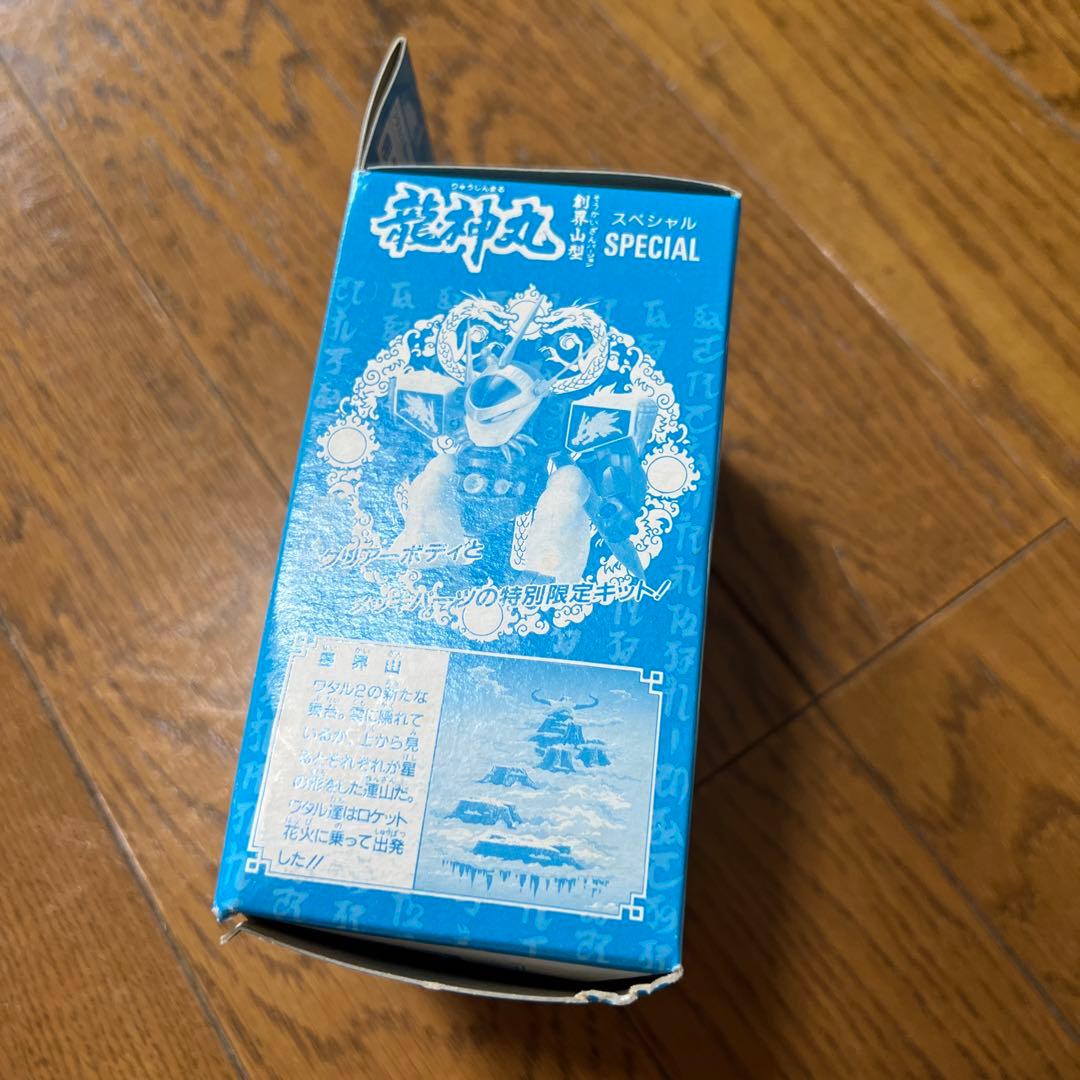 りゅうじんまる
龍神丸
創界山型
そうかいざんバージョン
スペシャル
SPECIAL
クリアーボディと
メッキパーツの特別限定キット!
星界山
ワタル2の新たな
舞台。雲に隠れて
いるが、上から見
るとそれぞれが星
の形をした連山だ。
ワタル達はロケット
花火に乗って出発
した!!